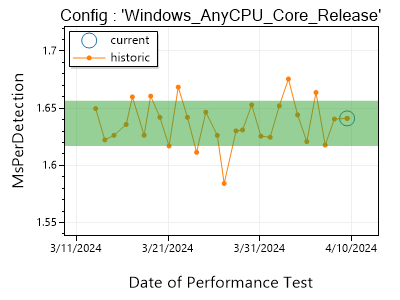 Config : 'Windows_AnyCPU_Core_Release'
current
historic
MsPerDetection
1.7
1.65
1.6
1.55
3/11/2024 3/21/2024 3/31/2024 4/10/2024
Date of Performance Test